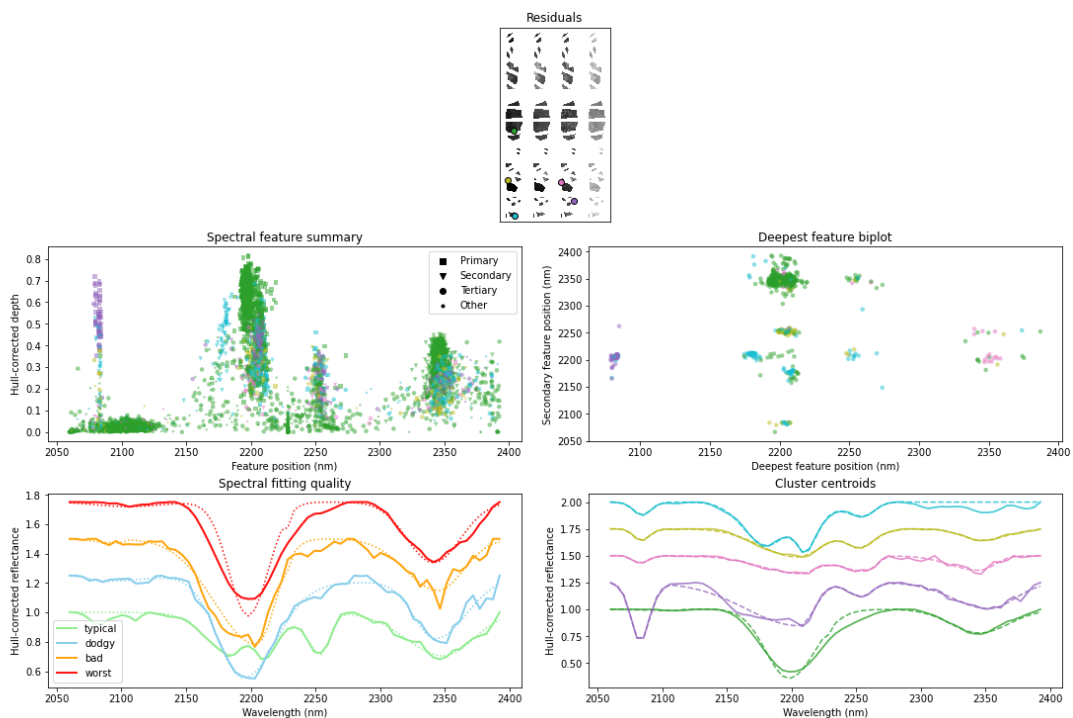 Residuals
Spectral feature summary
Hull-corrected depth
0.8
0.7
0.6
0.5
0.4
0.3
0.2
0.1
0.0
Primary
Secondary
Tertiary
Other
2050 2100 2150 2200 2250 2300 2350 2400
Feature position (nm)
Deepest feature biplot
Secondary feature position (nm)
2400
2350
2300
2250
2200
2150
2100
2050
2100 2150 2200 2250 2300 2350 2400
Deepest feature position (nm)
Spectral fitting quality
Hull-corrected reflectance
1.8
1.6
1.4
1.2
1.0
0.8
0.6
typical
dodgy
bad
worst
2050 2100 2150 2200 2250 2300 2350 2400
Wavelength (nm)
Cluster centroids
Hull-corrected reflectance
2.00
1.75
1.50
1.25
1.00
0.75
0.50
2050 2100 2150 2200 2250 2300 2350 2400
Wavelength (nm)